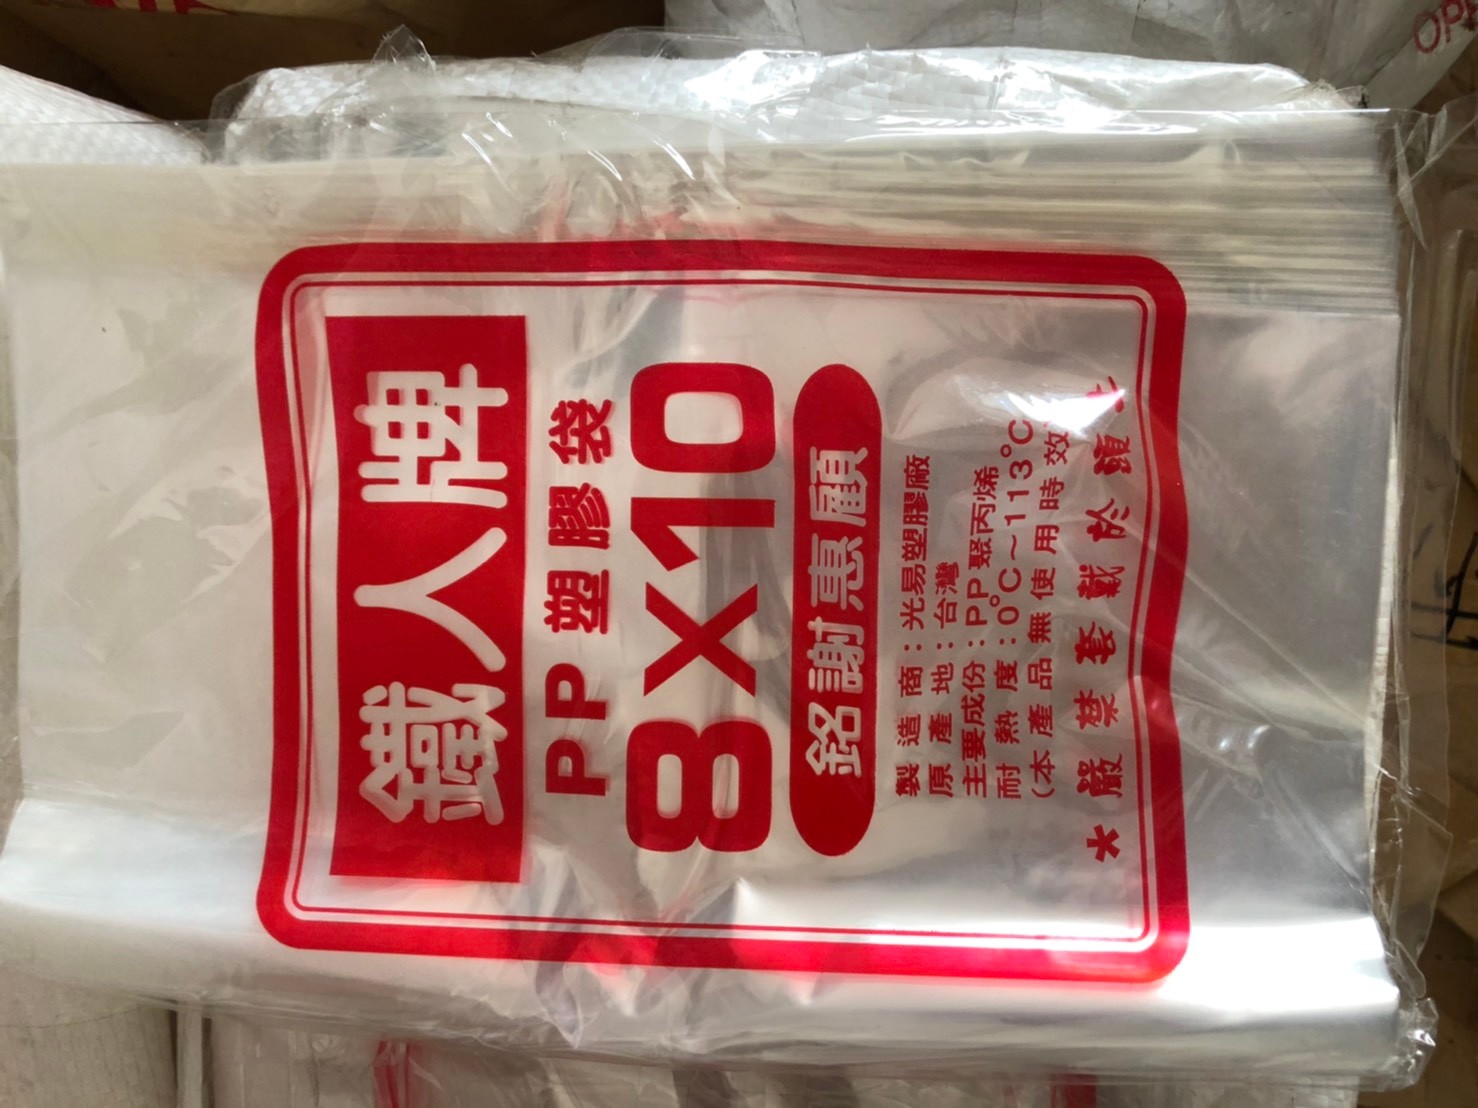 鐵人牌
PP塑膠袋
8X10
銘謝惠顧
製造商：光易塑膠廠
原產地：台灣
主要成份：PP聚丙烯
耐熱度：0°C～113°C
(本產品無使用時效
*嚴禁套戴於頭
OPP